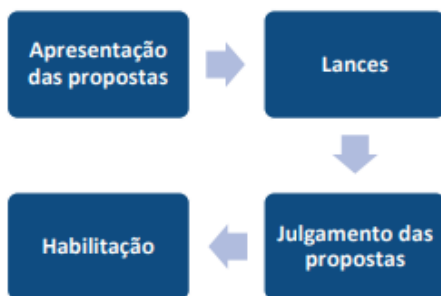 Apresentação
das propostas
Lances
Julgamento das
propostas
Habilitação